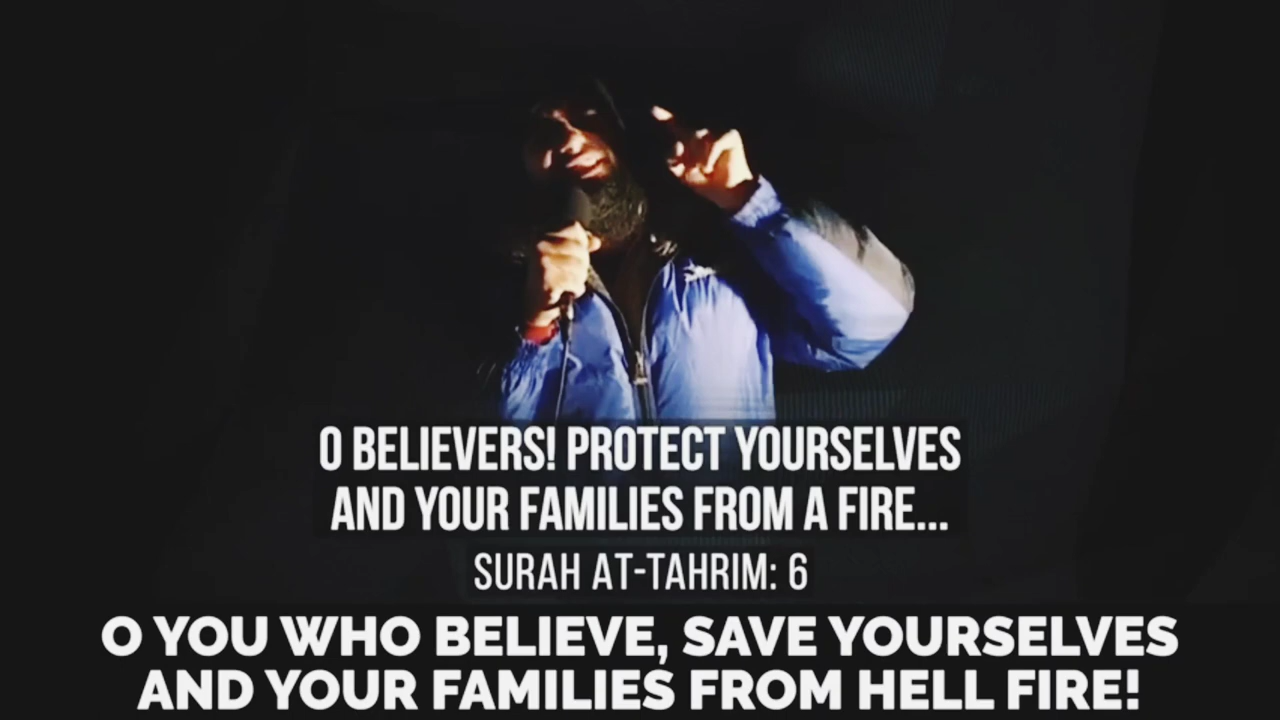 O BELIEVERS! PROTECT YOURSELVES
AND YOUR FAMILIES FROM A FIRE...
SURAH AT-TAHRIM: 6
O YOU WHO BELIEVE, SAVE YOURSELVES
AND YOUR FAMILIES FROM HELL FIRE!